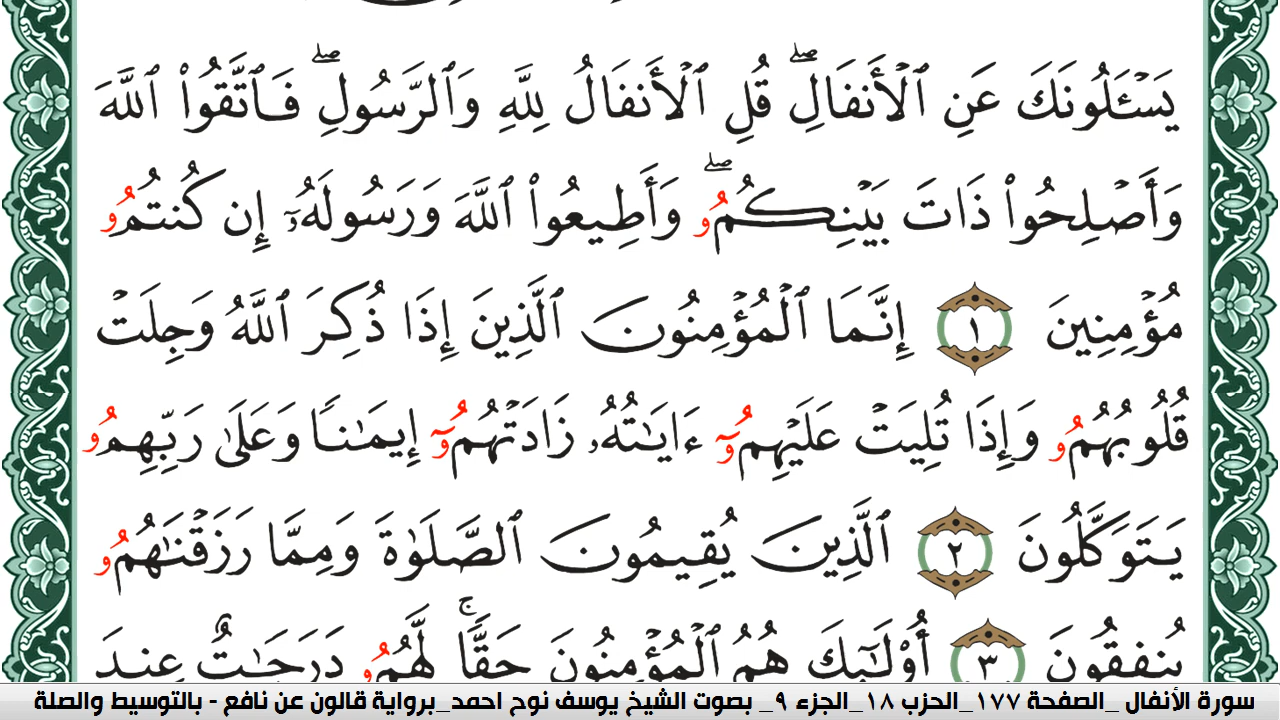 يَسْـَٔلُونَكَ عَنِ ٱلْأَنفَالِۖ قُلِ ٱلْأَنفَالُ لِلَّهِ وَٱلرَّسُولِۖ فَٱتَّقُوا۟ ٱللَّهَ
وَأَصْلِحُوا۟ ذَاتَ بَيْنِكُمُۥۖ وَأَطِيعُوا۟ ٱللَّهَ وَرَسُولَهُۥٓ إِن كُنتُمُۥ
مُؤْمِنِينَ ١ إِنَّمَا ٱلْمُؤْمِنُونَ ٱلَّذِينَ إِذَا ذُكِرَ ٱللَّهُ وَجِلَتْ
قُلُوبُهُمُۥ وَإِذَا تُلِيَتْ عَلَيْهِمُۥٓ ءَايَٰتُهُۥ زَادَتْهُمُۥٓ إِيمَٰنًا وَعَلَىٰ رَبِّهِمُۥ
يَتَوَكَّلُونَ ٢ ٱلَّذِينَ يُقِيمُونَ ٱلصَّلَوٰةَ وَمِمَّا رَزَقْنَٰهُمُۥ
يُنفِقُونَ ٣ أُو۟لَٰٓئِكَ هُمُ ٱلْمُؤْمِنُونَ حَقًّاۚ لَّهُمُۥ دَرَجَٰتٌ عِندَ
سورة الأنفال _الصفحة ١٧٧_الحزب ١٨_الجزء ٩_ بصوت الشيخ يوسف نوح احمد_برواية قالون عن نافع - بالتوسيط والصلة